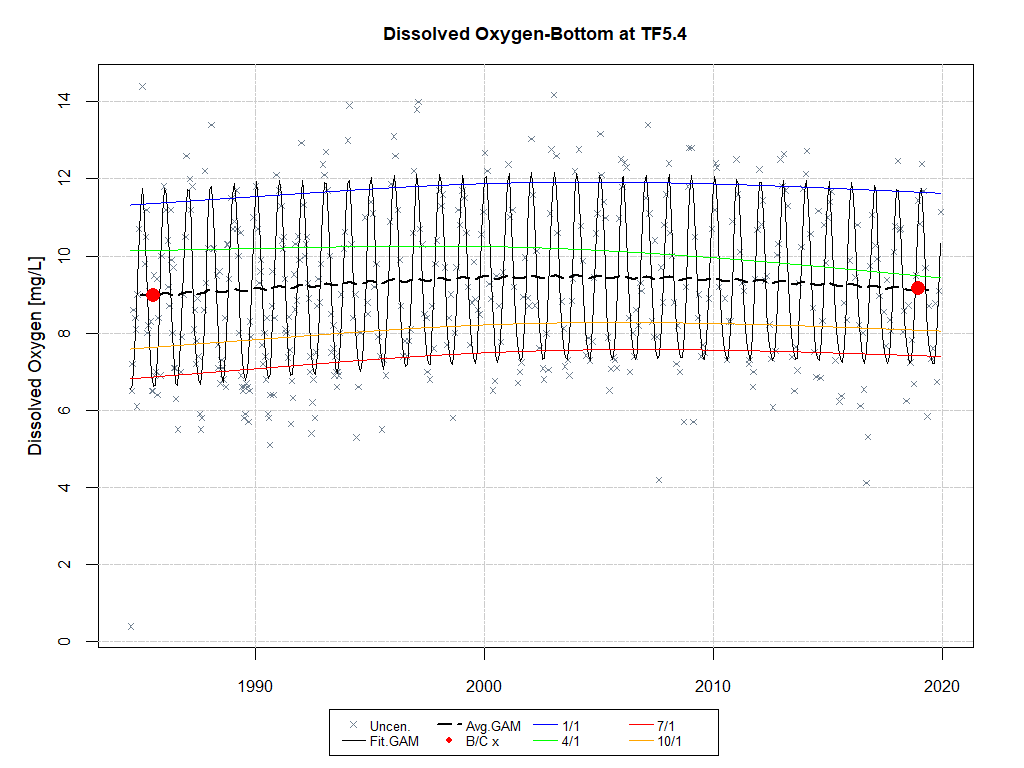 Dissolved Oxygen-Bottom at TF5.4
Dissolved Oxygen [mg/L]
14
12
10
8
6
4
2
0
1990 2000 2010 2020
Uncen. Avg.GAM 1/1 7/1
Fit.GAM B/C x 4/1 10/1